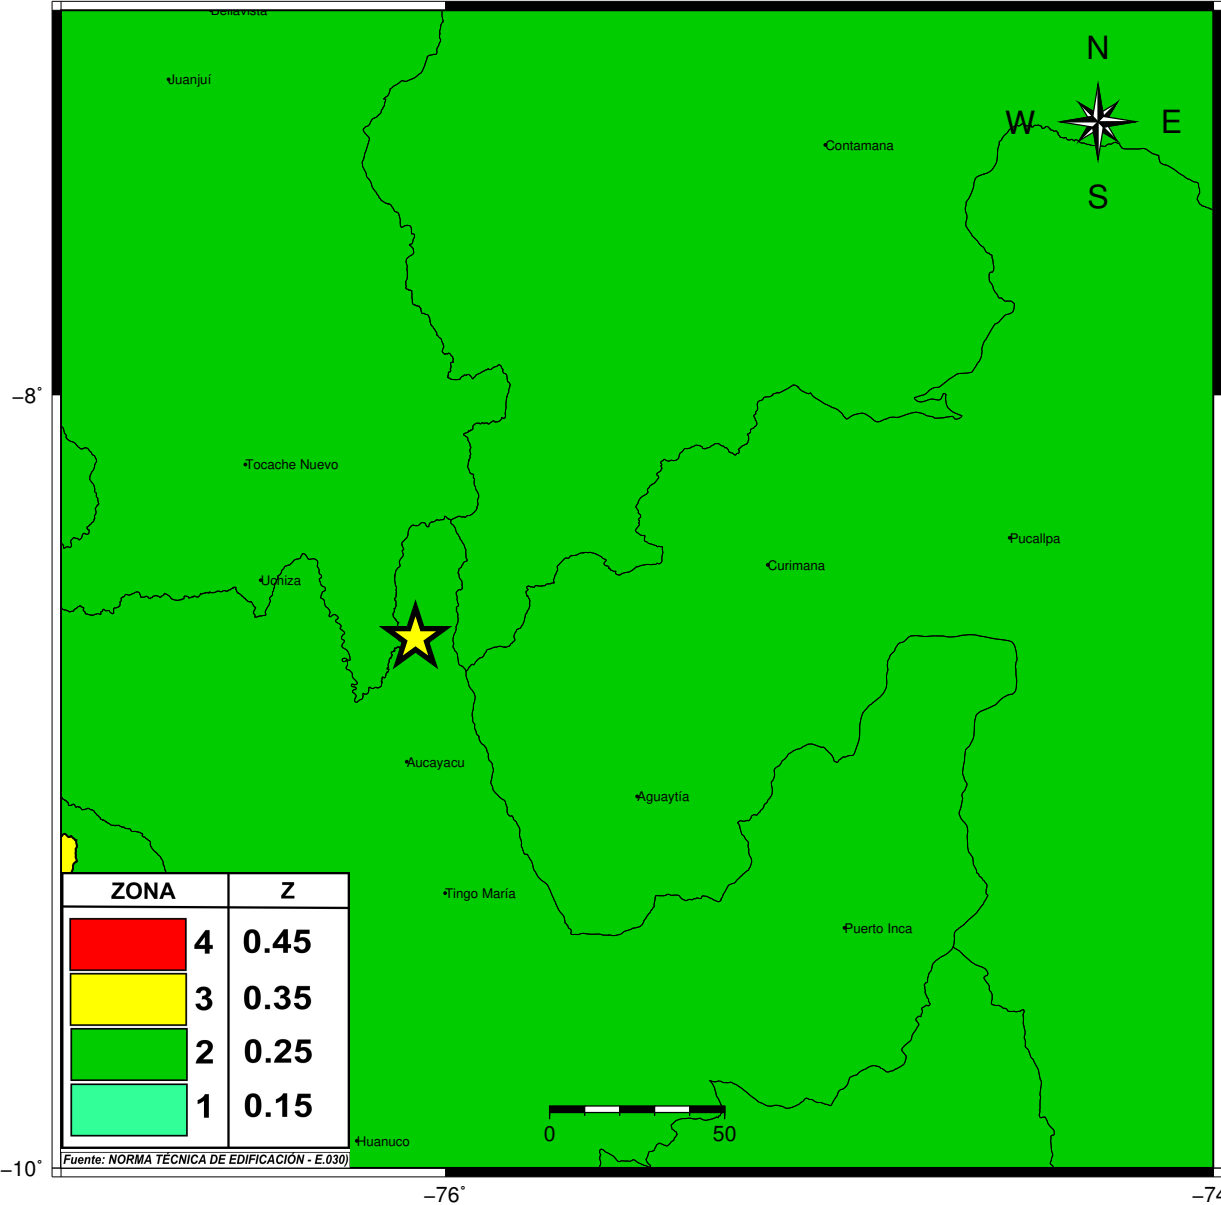 Bellavista
N
Juanjuí
W E
Contamana
S
−8˚
Tocache Nuevo
Pucallpa
Curimana
Uchiza
Aucayacu
Aguaytía
ZONA Z
Tingo María
Puerto Inca
4 0.45
3 0.35
2 0.25
1 0.15
0 50
Huanuco
Fuente: NORMA TÉCNICA DE EDIFICACIÓN - E.030)
−10˚
−76˚
−74